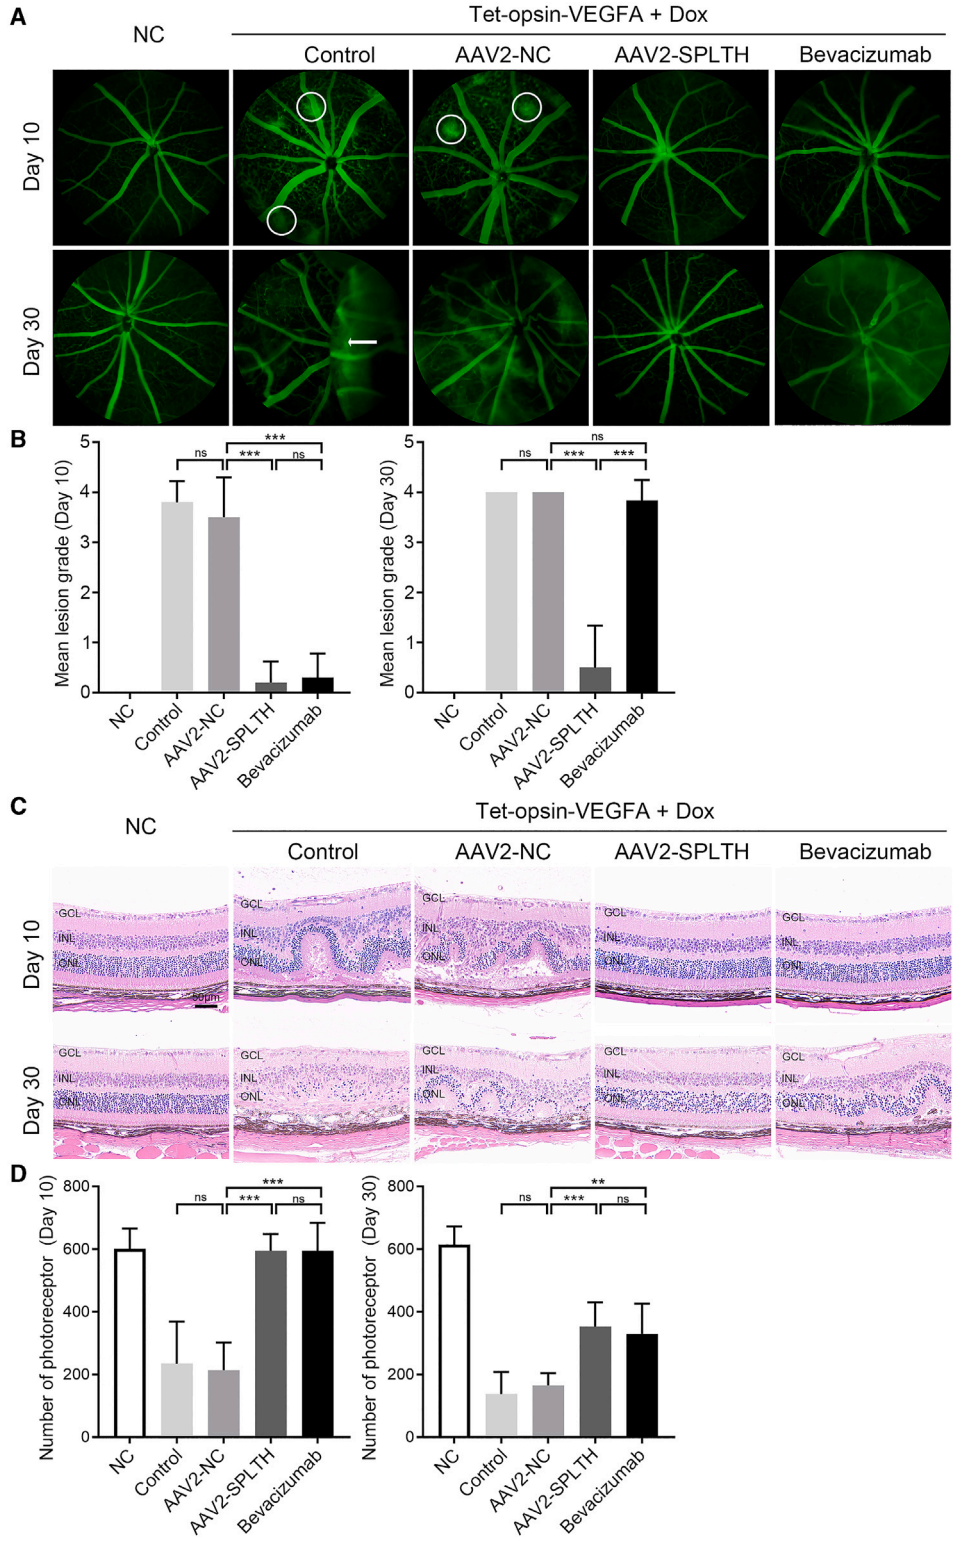 A
NC
Tet-opsin-VEGFA + Dox
Control
AAV2-NC
AAV2-SPLTH
Bevacizumab
Day 10
Day 30
B
Mean lesion grade (Day 10)
5
4
3
2
1
0
***
ns
***
ns
NC
Control
AAV2-NC
AAV2-SPLTH
Bevacizumab
Mean lesion grade (Day 30)
5
4
3
2
1
0
ns
ns
***
***
NC
Control
AAV2-NC
AAV2-SPLTH
Bevacizumab
C
NC
Tet-opsin-VEGFA + Dox
Control
AAV2-NC
AAV2-SPLTH
Bevacizumab
Day 10
GCL
INL
ONL
50μm
GCL
INL
ONL
GCL
INL
ONL
GCL
INL
ONL
GCL
INL
ONL
Day 30
GCL
INL
ONL
GCL
INL
ONL
GCL
INL
ONL
GCL
INL
ONL
GCL
INL
ONL
D
Number of photoreceptor (Day 10)
800
600
400
200
0
***
ns
***
ns
NC
Control
AAV2-NC
AAV2-SPLTH
Bevacizumab
Number of photoreceptor (Day 30)
800
600
400
200
0
**
ns
***
ns
NC
Control
AAV2-NC
AAV2-SPLTH
Bevacizumab